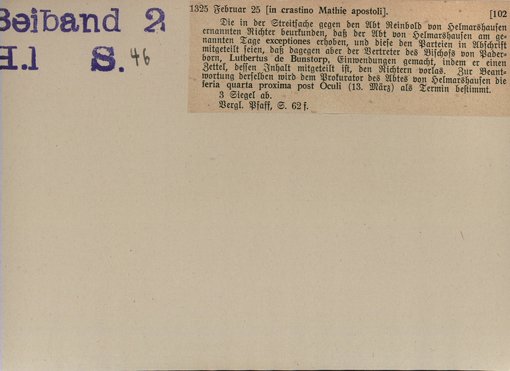 Beiband 2
H.1 S. 46
1325 Februar 25 [in crastino Mathie apostoli]. [102
Die in der Streitsache gegen den Abt Reinbold von Helmarshausen
ernannten Richter beurkunden, daß der Abt von Helmarshausen am ge-
nannten Tage exceptiones erhoben, und diese den Parteien in Abschrift
mitgeteilt seien, daß dagegen aber der Vertreter des Bischofs von Pader-
born, Lutbertus de Bunstorp, Einwendungen gemacht, indem er einen
Zettel, dessen Inhalt mitgeteilt ist, den Richtern vorlas. Zur Beant-
wortung derselben wird dem Prokurator des Abtes von Helmarshausen die
feria quarta proxima post Oculi (13. März) als Termin bestimmt.
3 Siegel ab.
Vergl. Pfaff, S. 62 f.